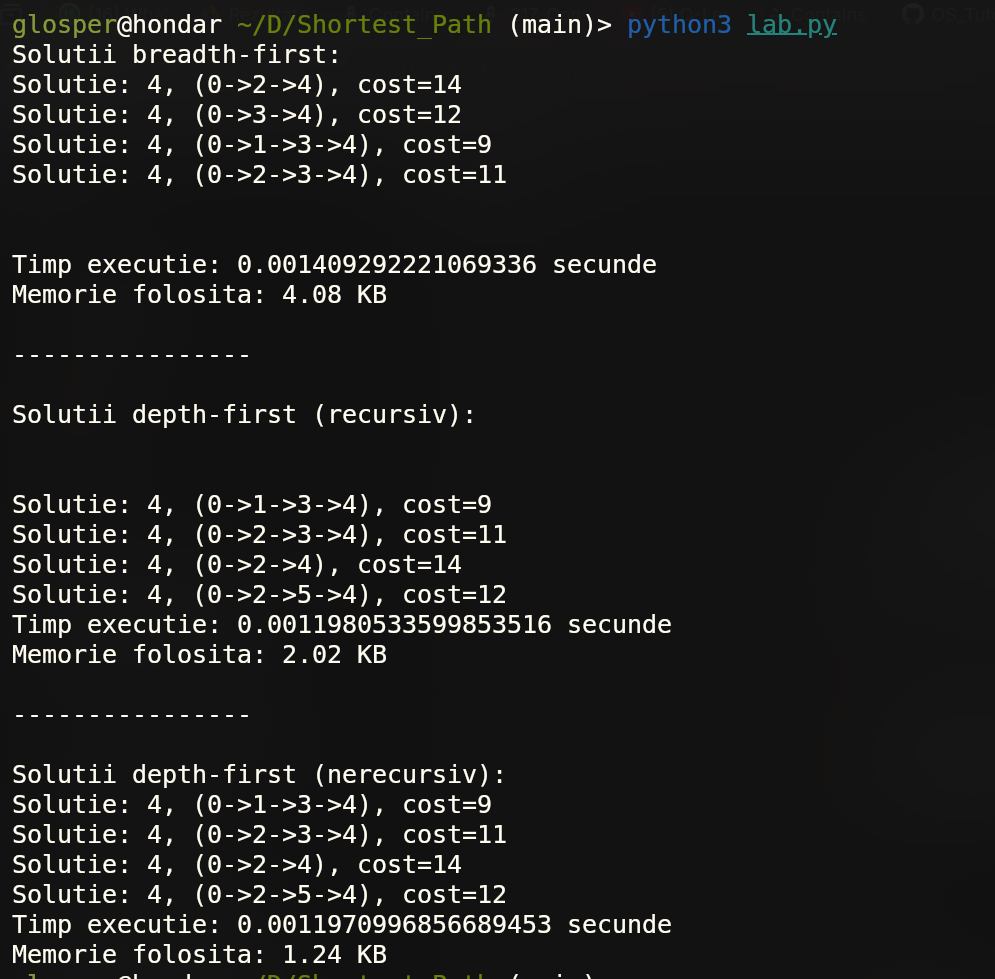 glosper@hondar ~/D/Shortest_Path (main)> python3 lab.py
Solutii breadth-first:
Solutie: 4, (0->2->4), cost=14
Solutie: 4, (0->3->4), cost=12
Solutie: 4, (0->1->3->4), cost=9
Solutie: 4, (0->2->3->4), cost=11
Timp executie: 0.001409292221069336 secunde
Memorie folosita: 4.08 KB
----------------
Solutii depth-first (recursiv):
Solutie: 4, (0->1->3->4), cost=9
Solutie: 4, (0->2->3->4), cost=11
Solutie: 4, (0->2->4), cost=14
Solutie: 4, (0->2->5->4), cost=12
Timp executie: 0.0011980533599853516 secunde
Memorie folosita: 2.02 KB
----------------
Solutii depth-first (nerecursiv):
Solutie: 4, (0->1->3->4), cost=9
Solutie: 4, (0->2->3->4), cost=11
Solutie: 4, (0->2->4), cost=14
Solutie: 4, (0->2->5->4), cost=12
Timp executie: 0.0011970996856689453 secunde
Memorie folosita: 1.24 KB